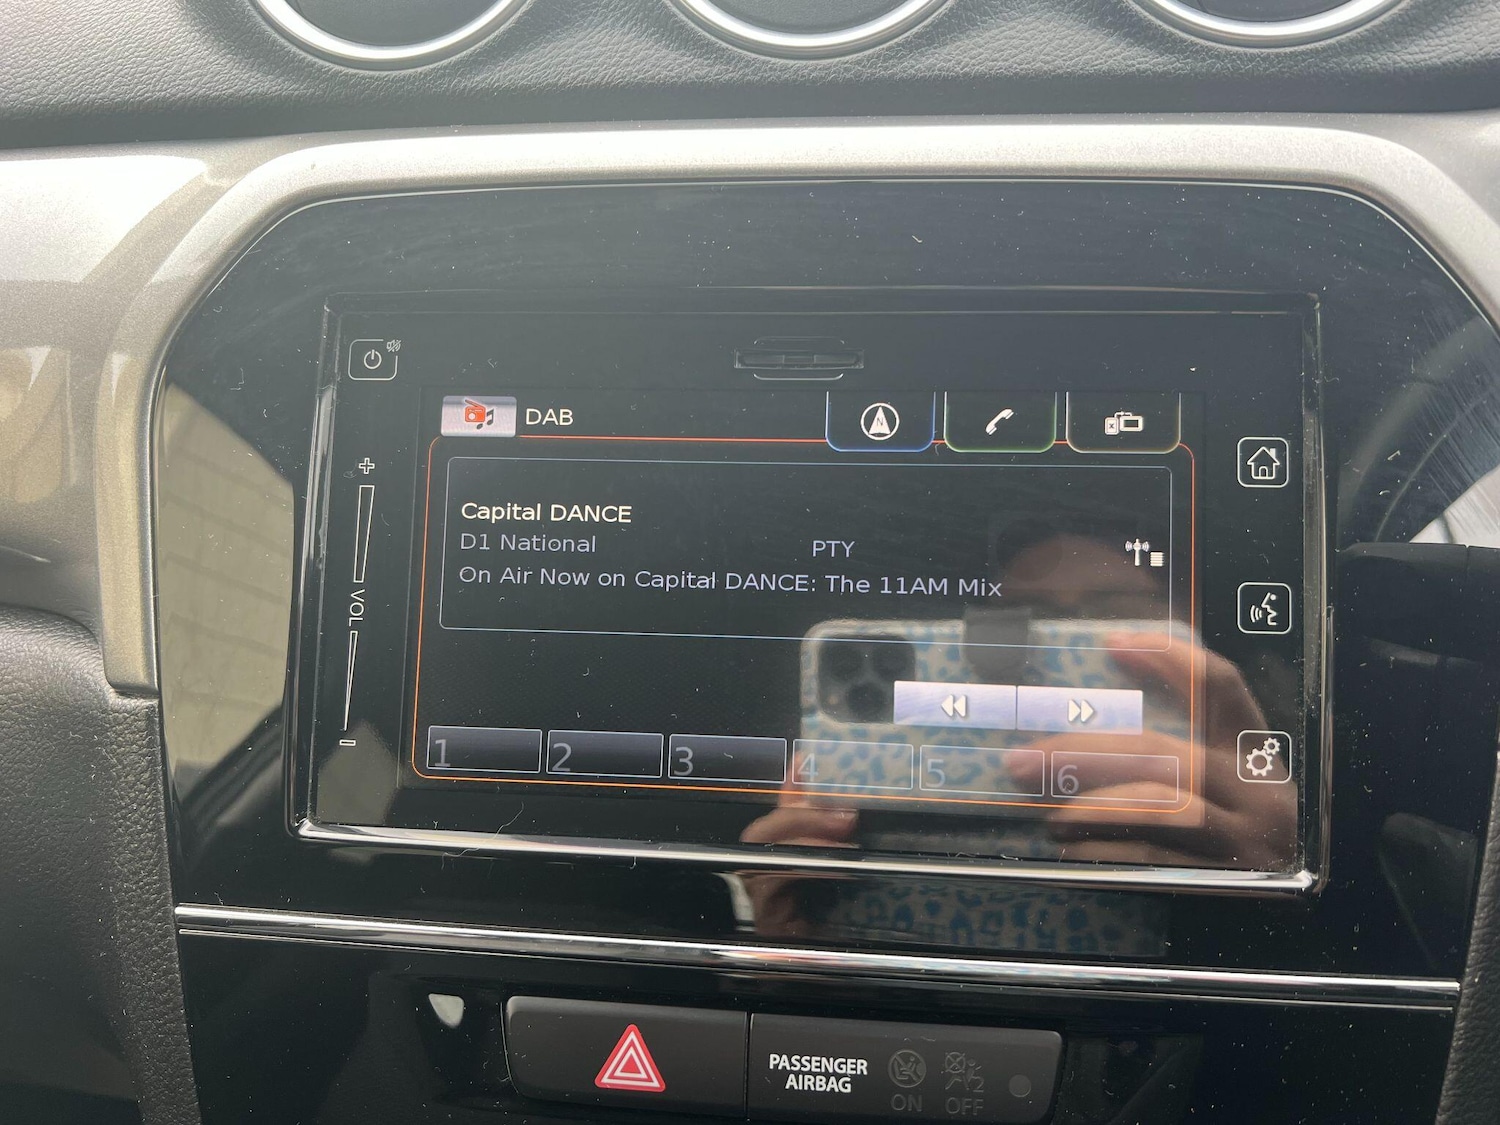 DAB
N
+
VOL
-
Capital DANCE
D1 National PTY
On Air Now on Capital DANCE: The 11AM Mix
1 2 3 4 5 6
PASSENGER
AIRBAG
2
ON OFF